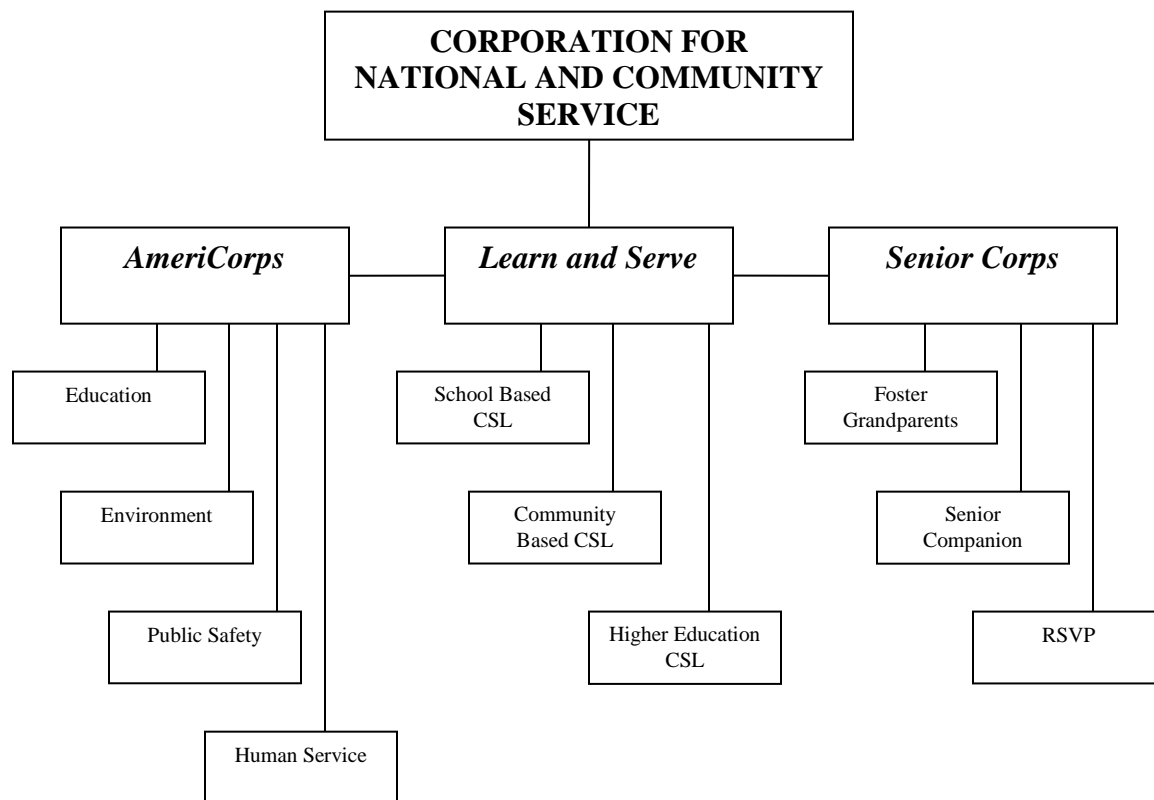 CORPORATION FOR
NATIONAL AND COMMUNITY
SERVICE
AmeriCorps
Learn and Serve
Senior Corps
Education
School Based
CSL
Foster
Grandparents
Environment
Community
Based CSL
Senior
Companion
Public Safety
Higher Education
CSL
RSVP
Human Service